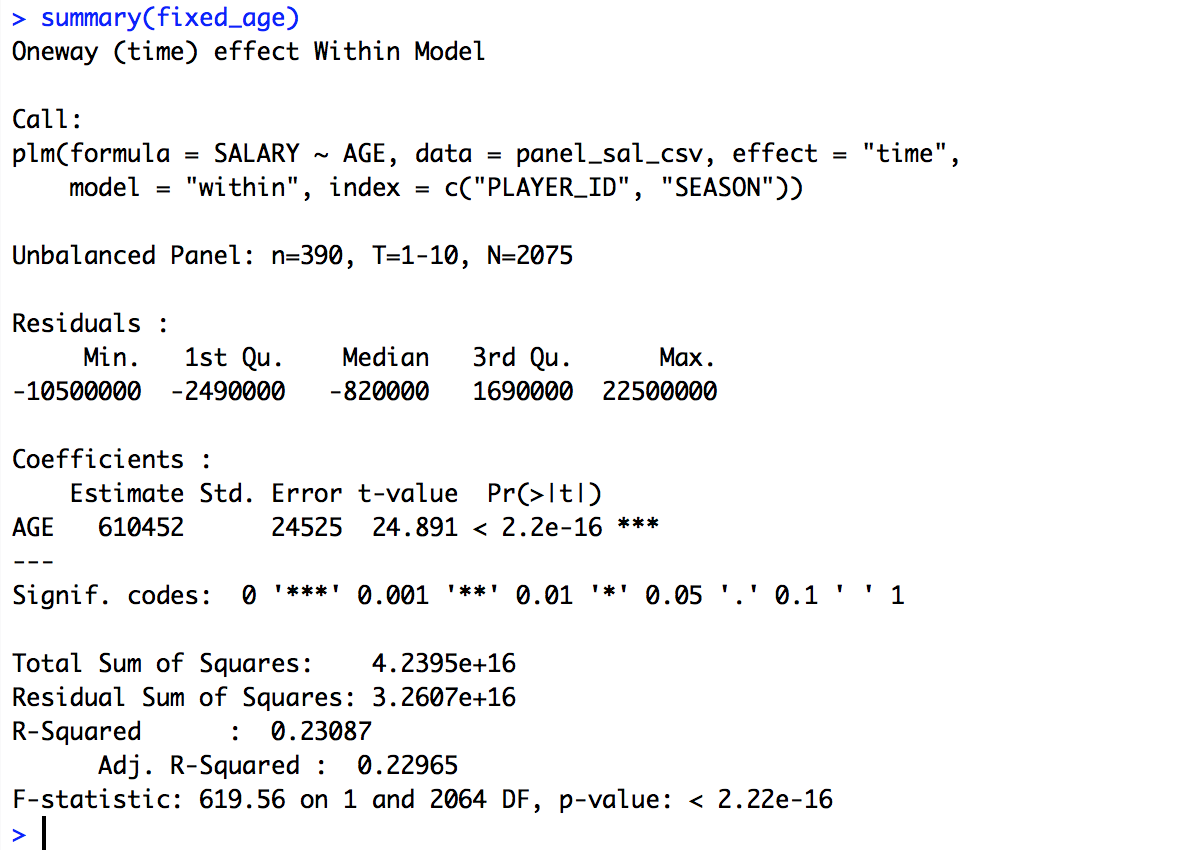 > summary(fixed_age)
Oneway (time) effect Within Model

Call:
plm(formula = SALARY ~ AGE, data = panel_sal_csv, effect = "time",
    model = "within", index = c("PLAYER_ID", "SEASON"))

Unbalanced Panel: n=390, T=1-10, N=2075

Residuals :
     Min.   1st Qu.    Median   3rd Qu.      Max.
-10500000  -2490000   -820000   1690000  22500000

Coefficients :
    Estimate Std. Error t-value  Pr(>|t|)
AGE   610452      24525  24.891 < 2.2e-16 ***
---
Signif. codes:  0 '***' 0.001 '**' 0.01 '*' 0.05 '.' 0.1 ' ' 1

Total Sum of Squares:    4.2395e+16
Residual Sum of Squares: 3.2607e+16
R-Squared      :  0.23087
      Adj. R-Squared :  0.22965
F-statistic: 619.56 on 1 and 2064 DF, p-value: < 2.22e-16
>